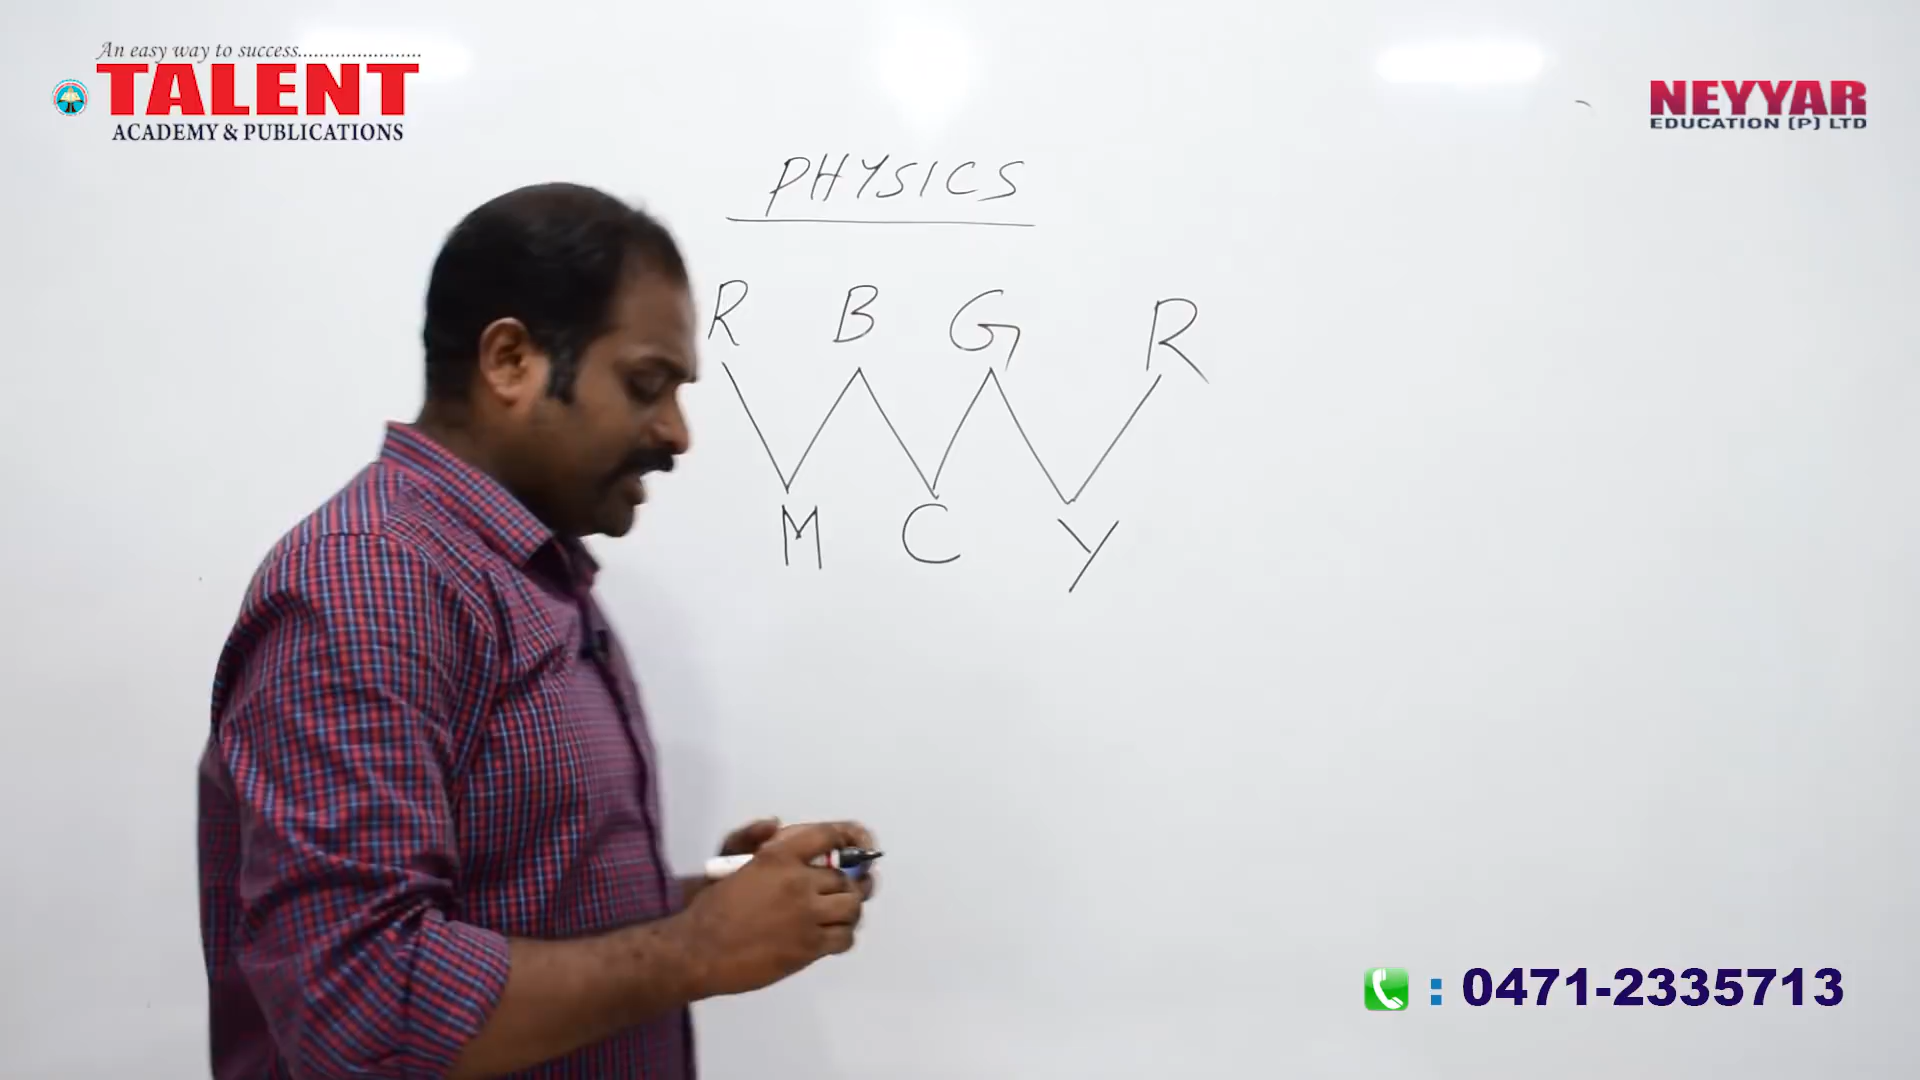 An easy way to success.......................
TALENT
ACADEMY & PUBLICATIONS
NEYYAR
EDUCATION (P) LTD
PHYSICS
R B G R
M C Y
: 0471-2335713